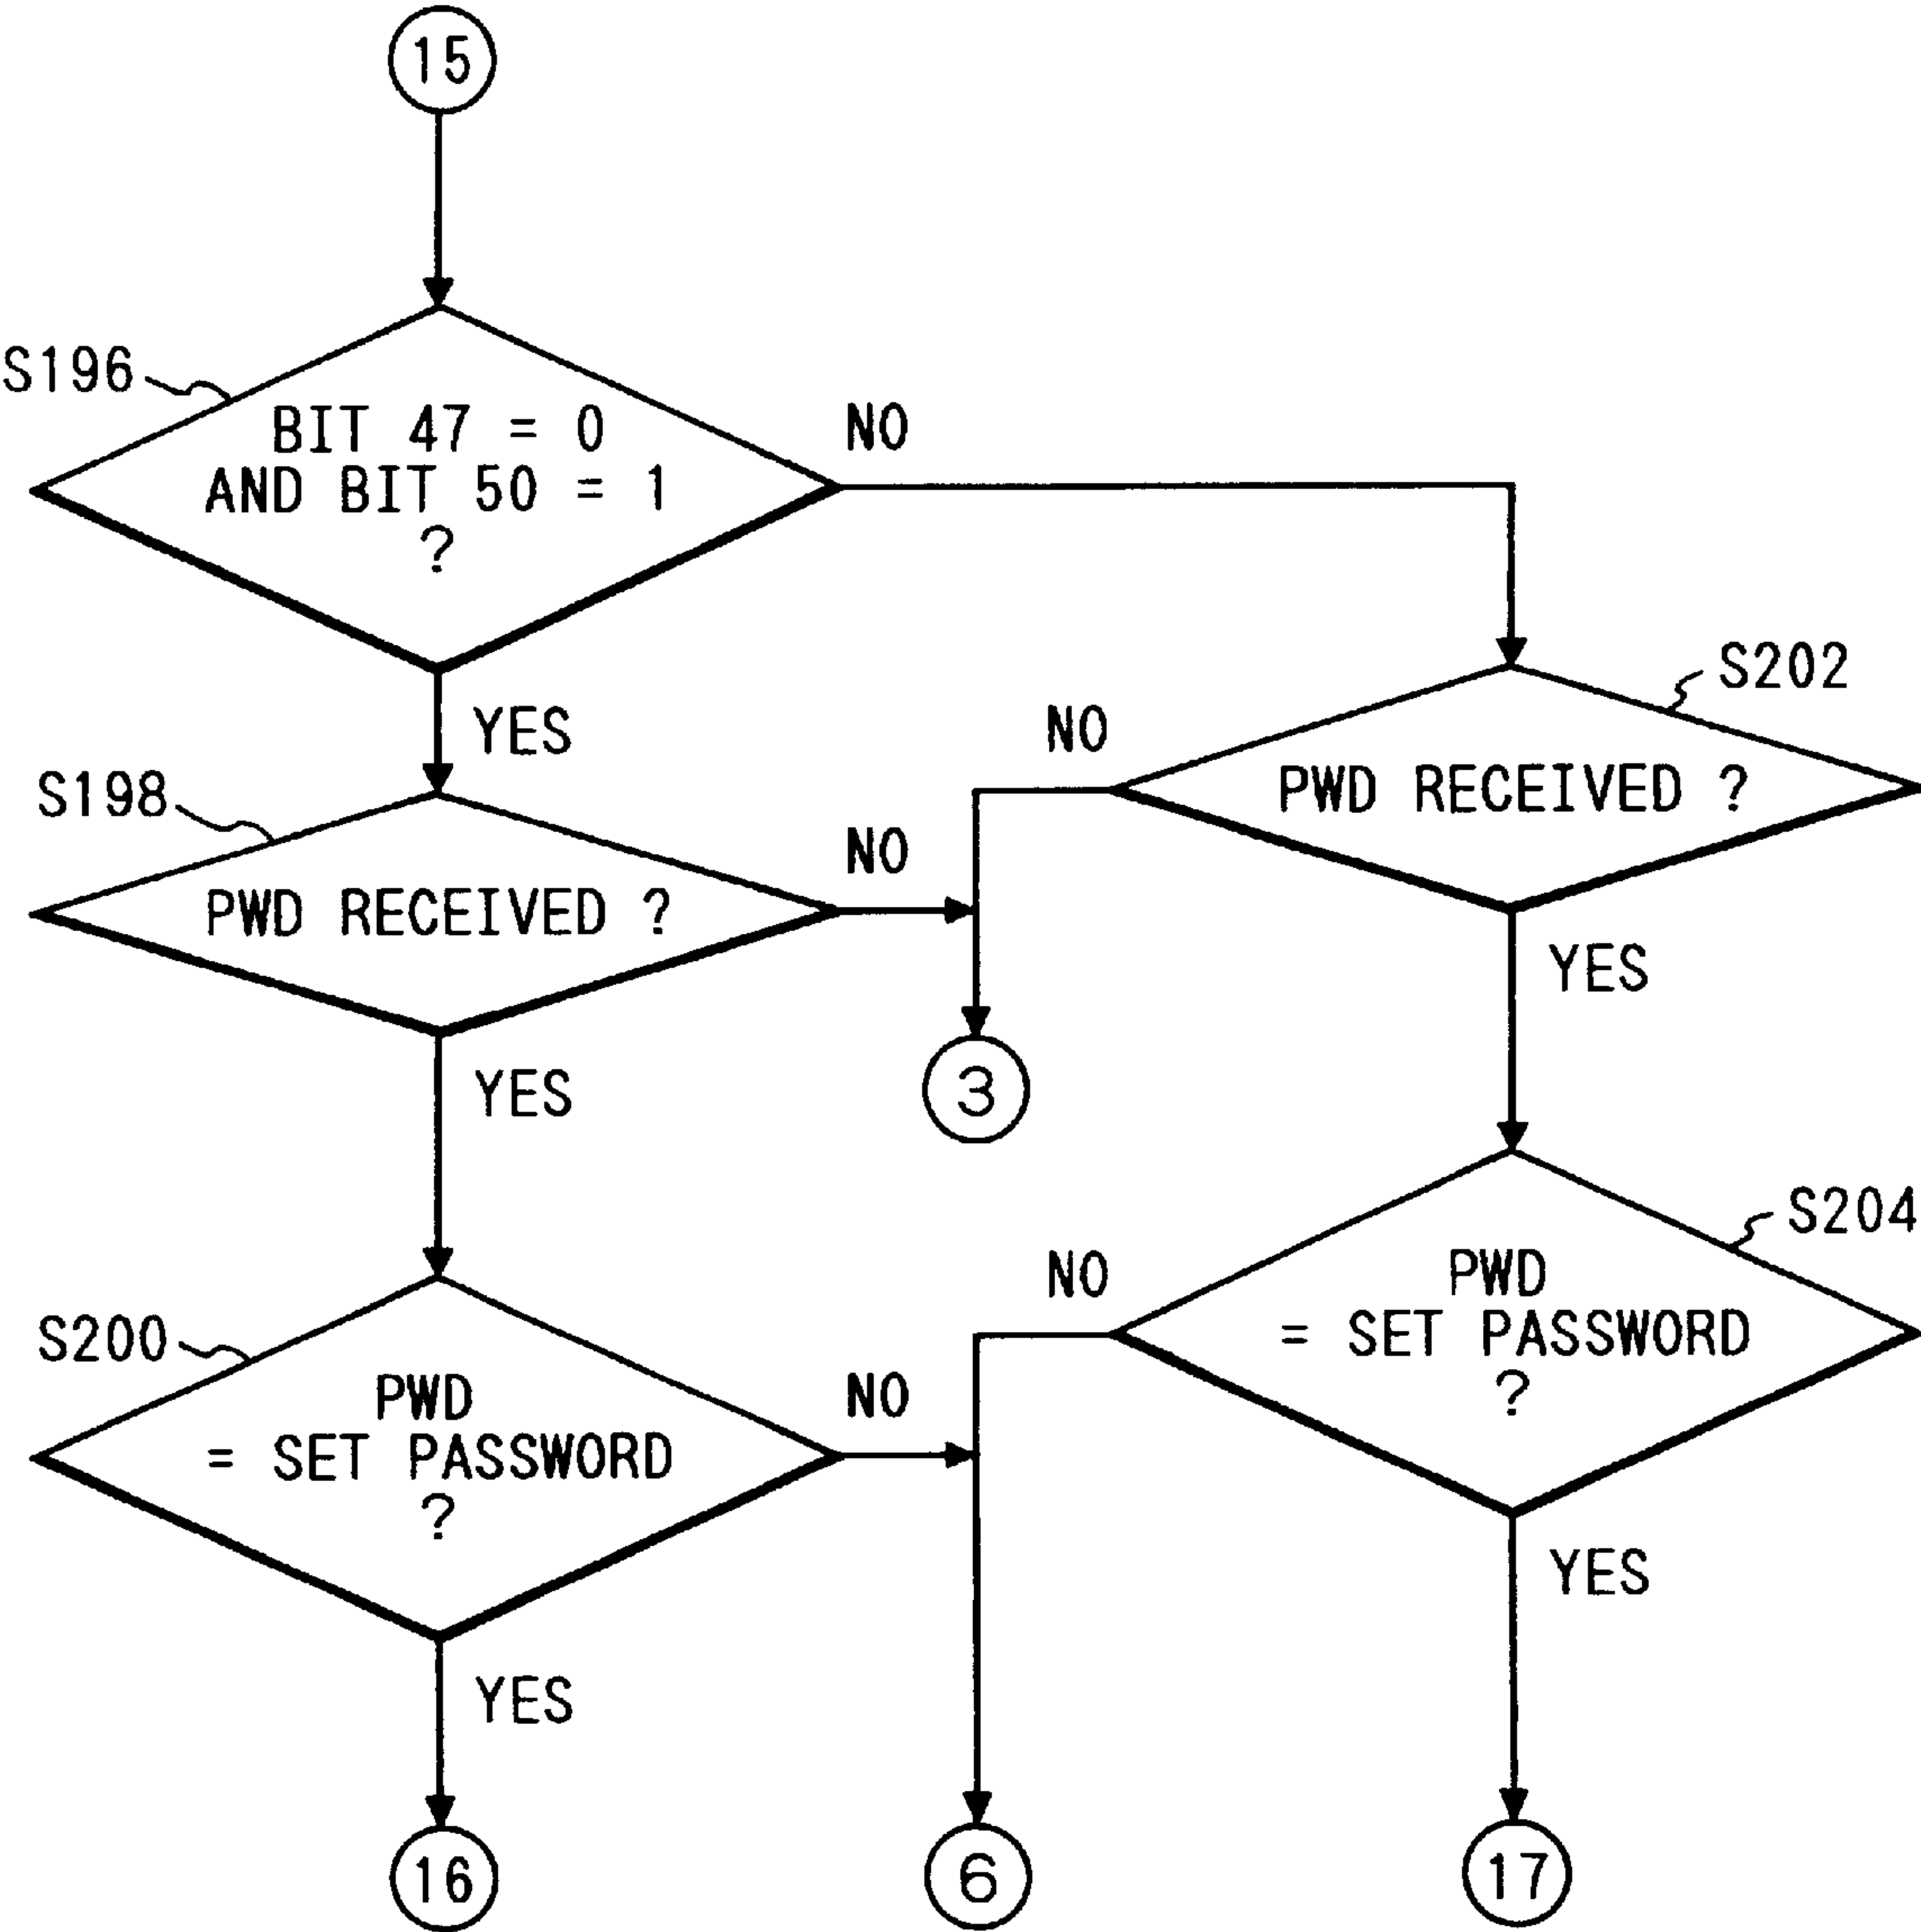 15
S196
BIT 47 = 0
AND BIT 50 = 1
?
NO
YES
S202
NO
PWD RECEIVED ?
YES
S198
PWD RECEIVED ?
NO
YES
3
S204
NO
PWD
= SET PASSWORD
?
YES
S200
PWD
= SET PASSWORD
?
NO
YES
16
6
17